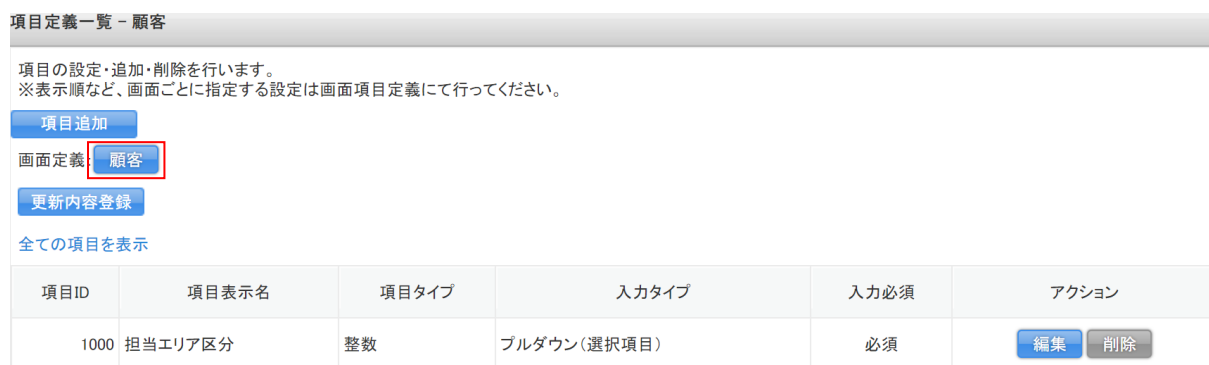 項目定義一覧 - 顧客
項目の設定・追加・削除を行います。
※表示順など、画面ごとに指定する設定は画面項目定義にて行ってください。
項目追加
画面定義: 顧客
更新内容登録
全ての項目を表示
項目ID 項目表示名 項目タイプ 入力タイプ 入力必須 アクション
1000 担当エリア区分 整数 プルダウン(選択項目) 必須 編集 削除